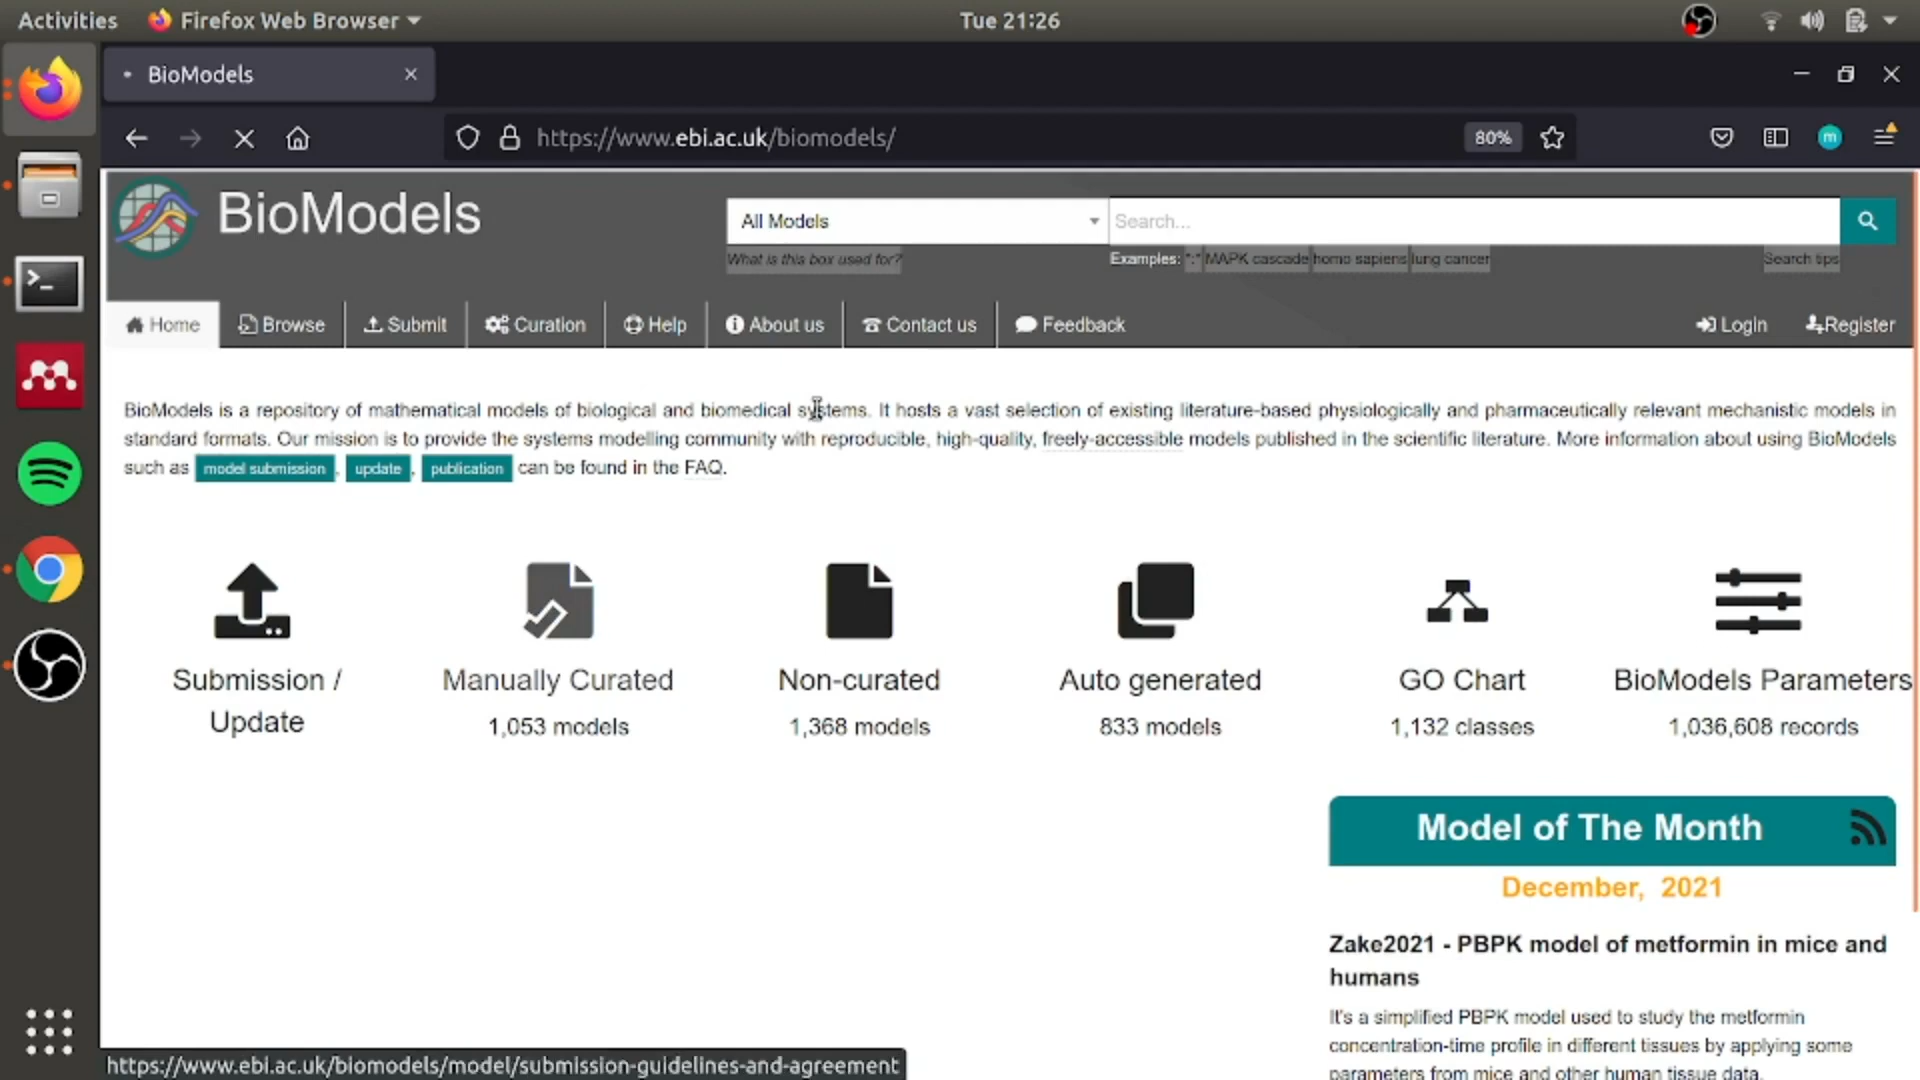 Activities Firefox Web Browser Tue 21:26
BioModels
https://www.ebi.ac.uk/biomodels/ 80% m
BioModels
All Models Search...
What is this box used for? Examples: *:* MAPK cascade homo sapiens lung cancer Search tips
Home Browse Submit Curation Help About us Contact us Feedback Login Register
BioModels is a repository of mathematical models of biological and biomedical systems. It hosts a vast selection of existing literature-based physiologically and pharmaceutically relevant mechanistic models in
standard formats. Our mission is to provide the systems modelling community with reproducible, high-quality, freely-accessible models published in the scientific literature. More information about using BioModels
such as model submission, update, publication can be found in the FAQ.
Submission / Update
1,053 models
Manually Curated
Non-curated
1,368 models
Auto generated
833 models
GO Chart
1,132 classes
BioModels Parameters
1,036,608 records
Model of The Month
December, 2021
Zake2021 - PBPK model of metformin in mice and
humans
It's a simplified PBPK model used to study the metformin
concentration-time profile in different tissues by applying some
parameters from mice and other human tissue data.
https://www.ebi.ac.uk/biomodels/model/submission-guidelines-and-agreement